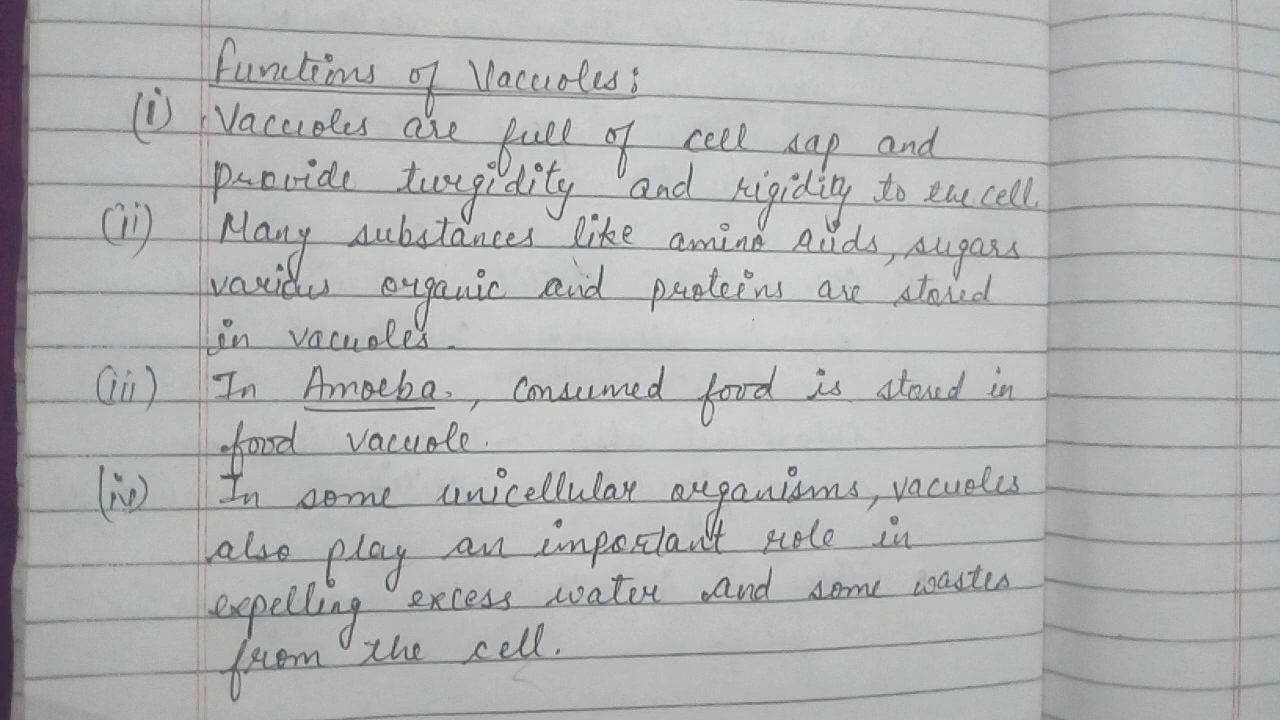 Functions of Vacuoles:
(i) Vacuoles are full of cell sap and
provide turgidity and rigidity to the cell.
(ii) Many substances like amino acids, sugars
various organic and proteins are stored
in vacuoles.
(iii) In Amoeba, consumed food is stored in
food vacuole.
(iv) In some unicellular organisms, vacuoles
also play an important role in
expelling excess water and some wastes
from the cell.